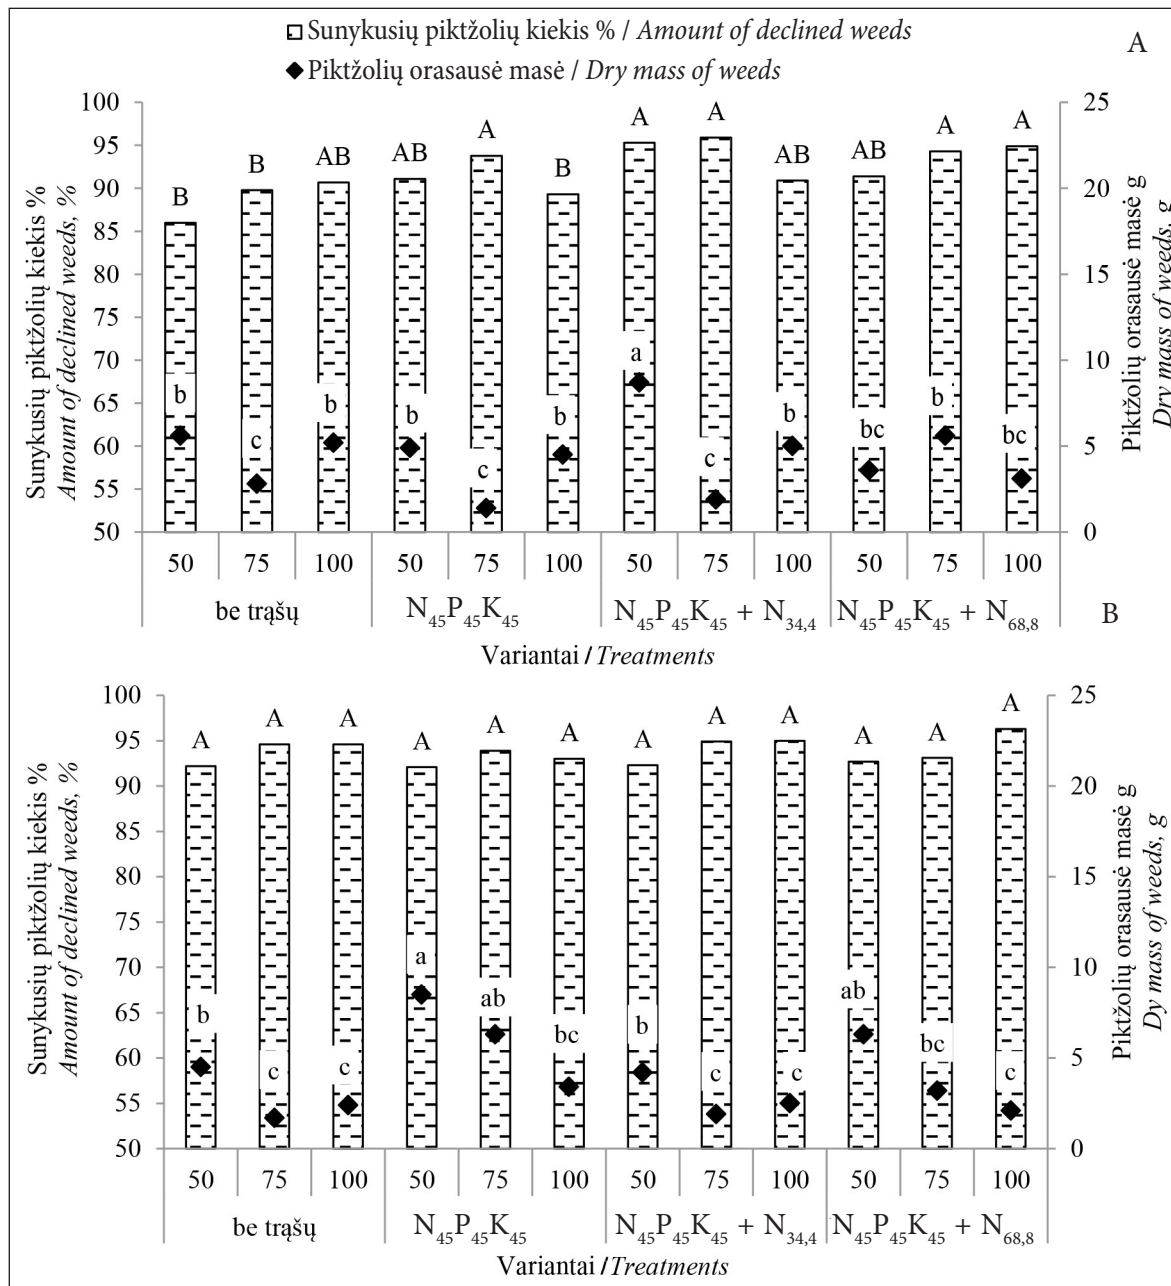 Sunykusių piktžolių kiekis % / Amount of declined weeds
Piktžolių orasausė masė / Dry mass of weeds
A
Sunykusių piktžolių kiekis %
Amount of declined weeds, %
100
95
90
85
80
75
70
65
60
55
50
B B AB AB A B A A AB AB A A
b c b b c b a c b bc b bc
25
20
15
10
5
0
Piktžolių orasausė masė g
Dry mass of weeds, g
50 75 100 50 75 100 50 75 100 50 75 100
be trąšų N₄₅P₄₅K₄₅ N₄₅P₄₅K₄₅ + N₃₄,₄ N₄₅P₄₅K₄₅ + N₆₈,₈
Variantai / Treatments
B
Sunykusių piktžolių kiekis %
Amount of declined weeds, %
100
95
90
85
80
75
70
65
60
55
50
A A A A A A A A A A A A
b c c a ab bc b c c ab bc c
25
20
15
10
5
0
Piktžolių orasausė masė g
Dy mass of weeds, g
50 75 100 50 75 100 50 75 100 50 75 100
be trąšų N₄₅P₄₅K₄₅ N₄₅P₄₅K₄₅ + N₃₄,₄ N₄₅P₄₅K₄₅ + N₆₈,₈
Variantai / Treatments